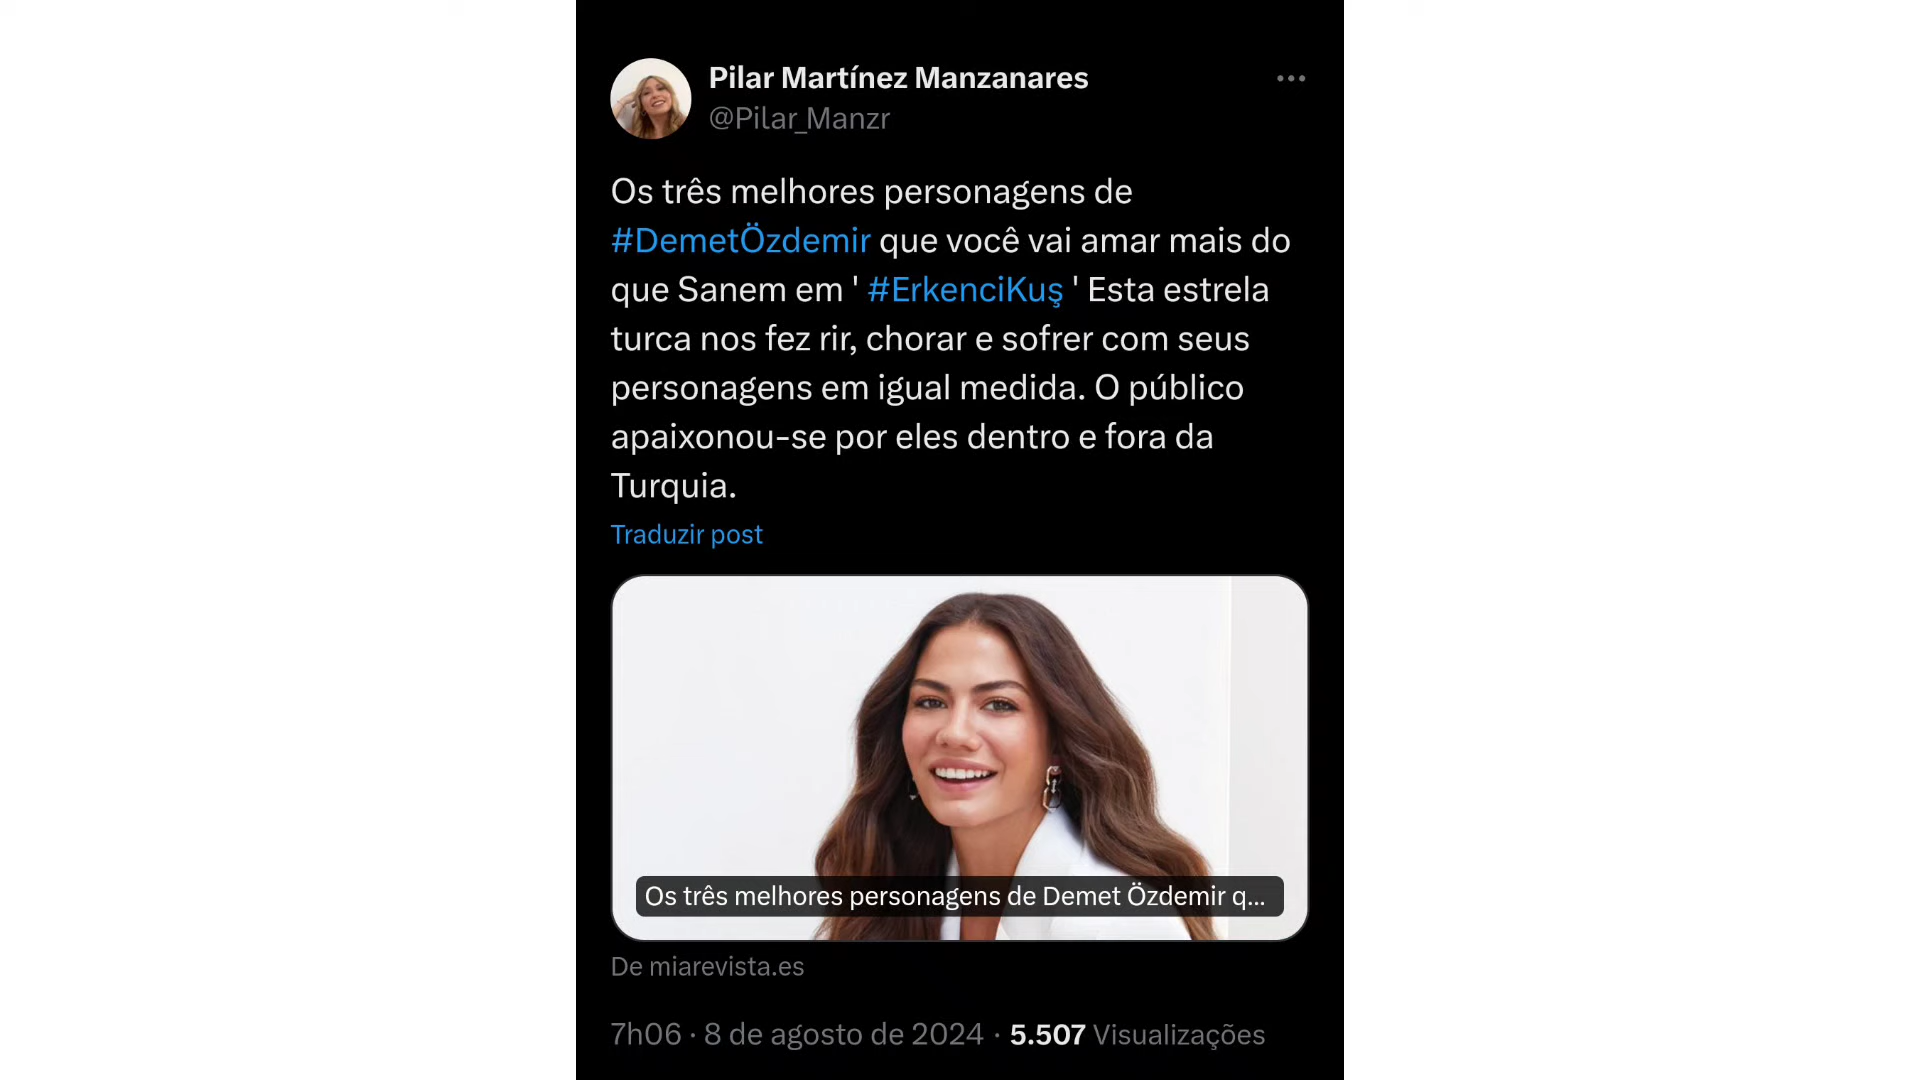 Pilar Martínez Manzanares
@Pilar_Manzr
Os três melhores personagens de
#DemetÖzdemir que você vai amar mais do
que Sanem em ' #ErkenciKuş ' Esta estrela
turca nos fez rir, chorar e sofrer com seus
personagens em igual medida. O público
apaixonou-se por eles dentro e fora da
Turquia.
Traduzir post
Os três melhores personagens de Demet Özdemir q...
De miarevista.es
7h06 · 8 de agosto de 2024 · 5.507 Visualizações